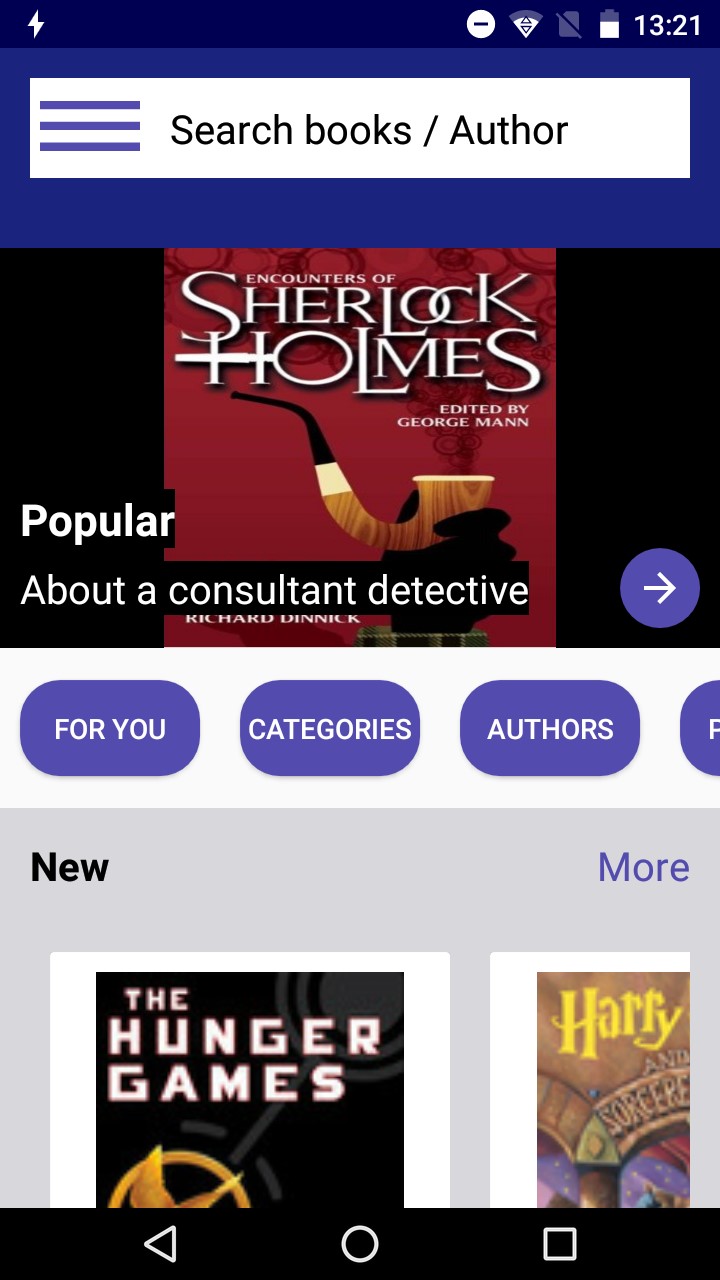 13:21
Search books / Author
ENCOUNTERS OF
SHERLOCK
HOLMES
EDITED BY
GEORGE MANN
Popular
About a consultant detective
RICHARD DINNICK
FOR YOU
CATEGORIES
AUTHORS
P
New
More
THE
HUNGER
GAMES
Harry
AND
SORCERE